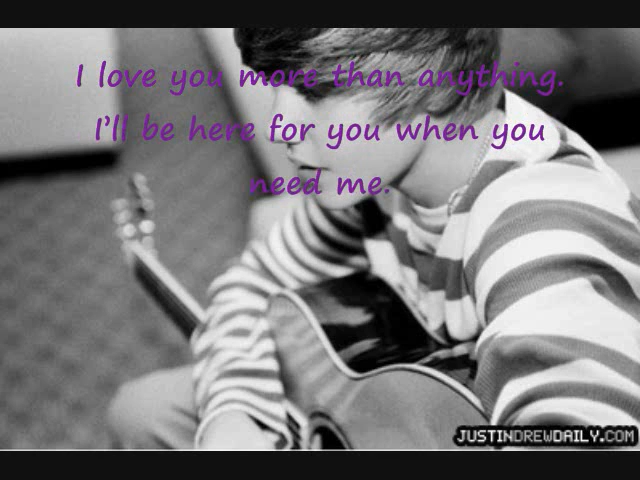 I love you more than anything.
I'll be here for you when you
need me.
JUSTINDREWDAILY.COM